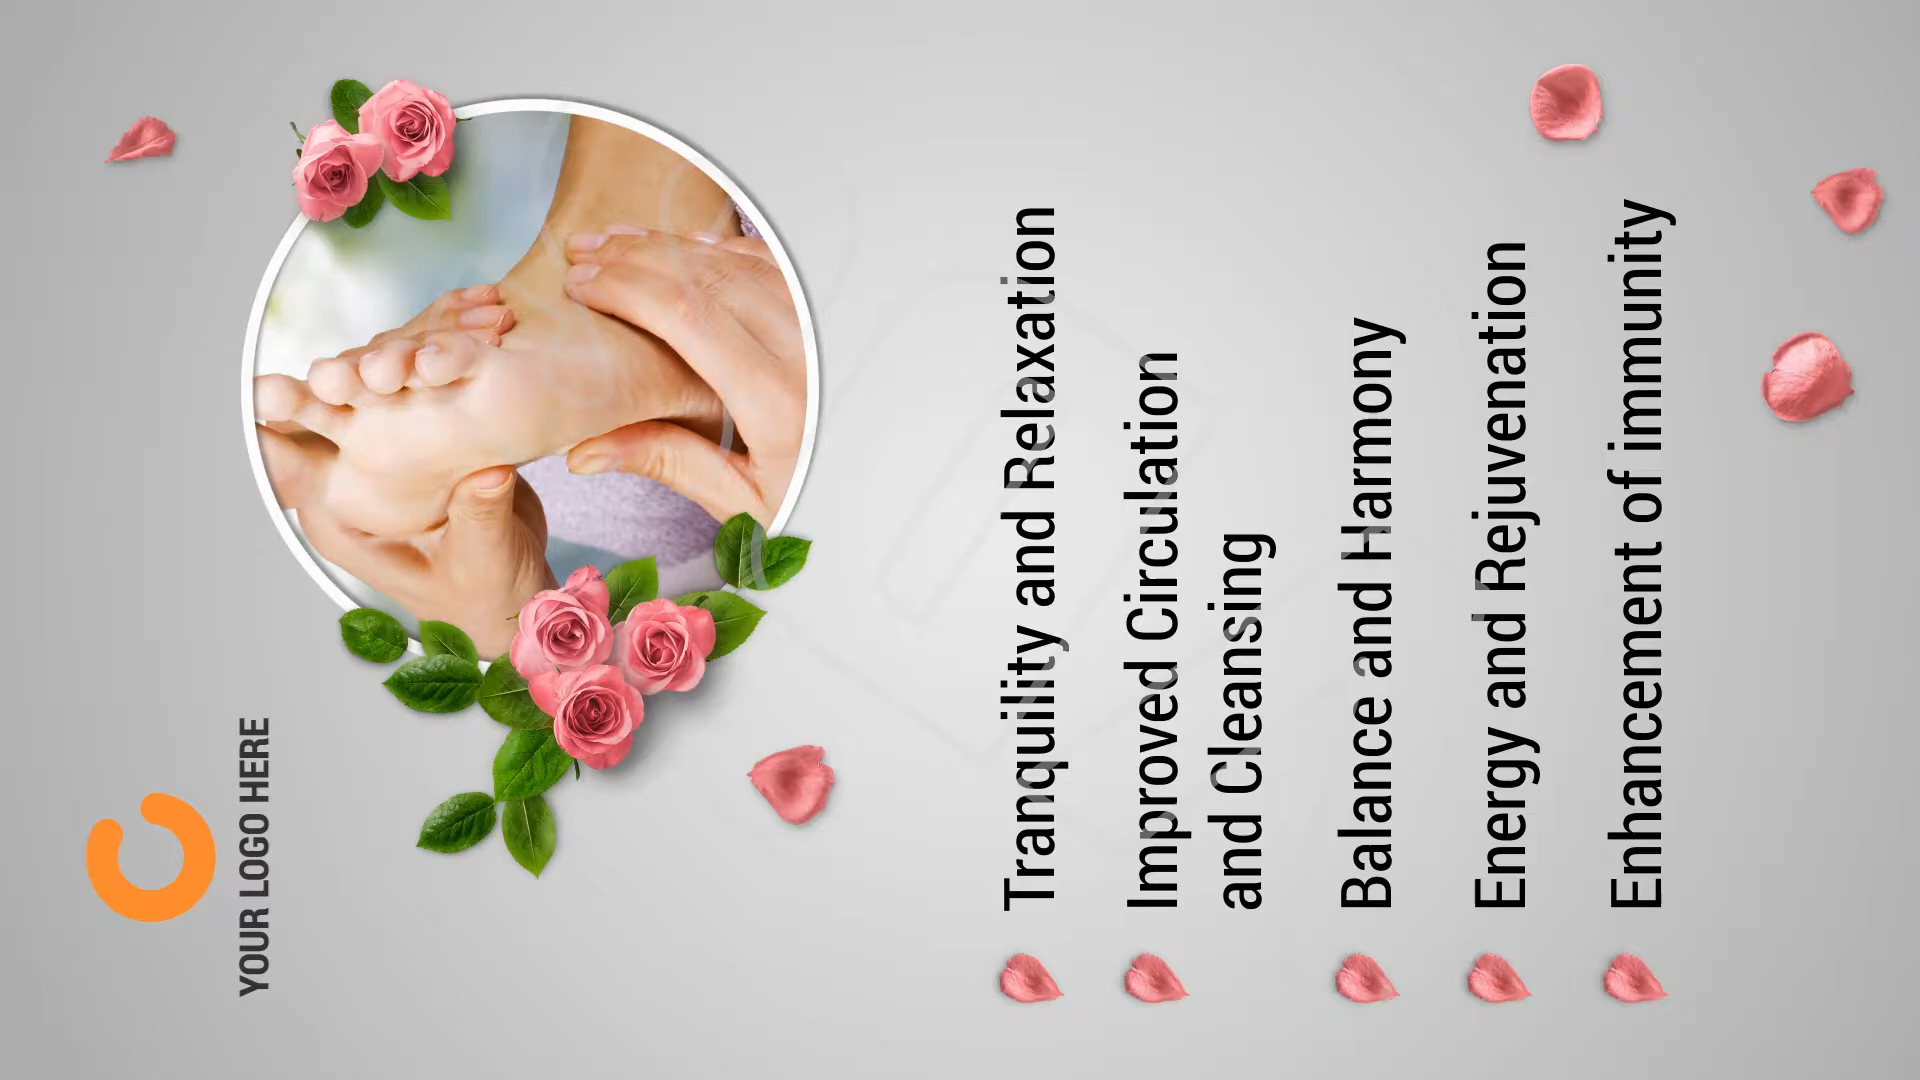 YOUR LOGO HERE
Tranquility and Relaxation
Improved Circulation
and Cleansing
Balance and Harmony
Energy and Rejuvenation
Enhancement of immunity